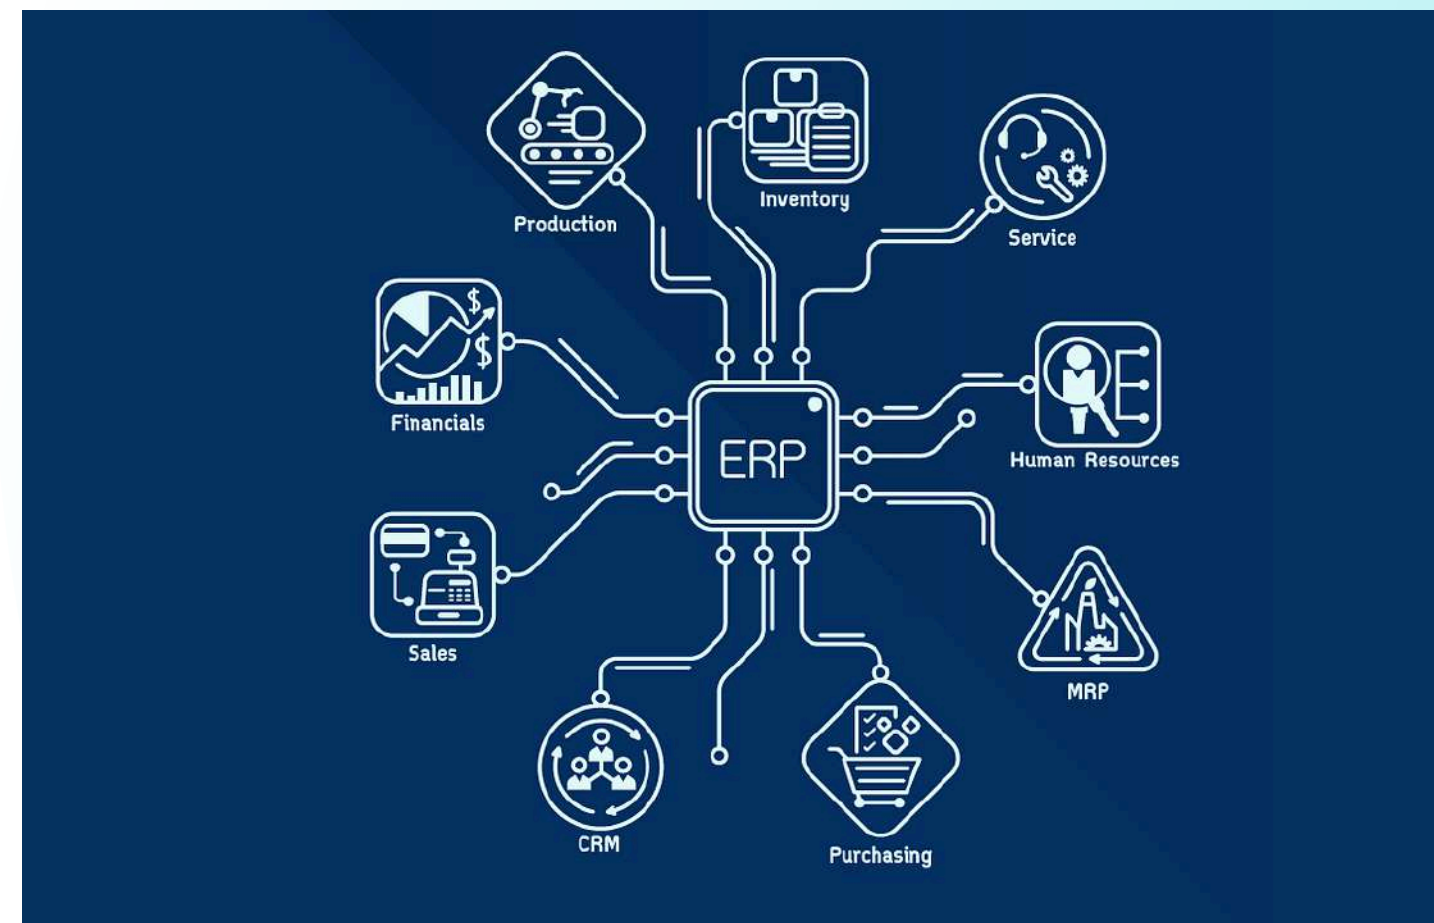 Production
Inventory
Service
Financials
ERP
Human Resources
Sales
MRP
CRM
Purchasing